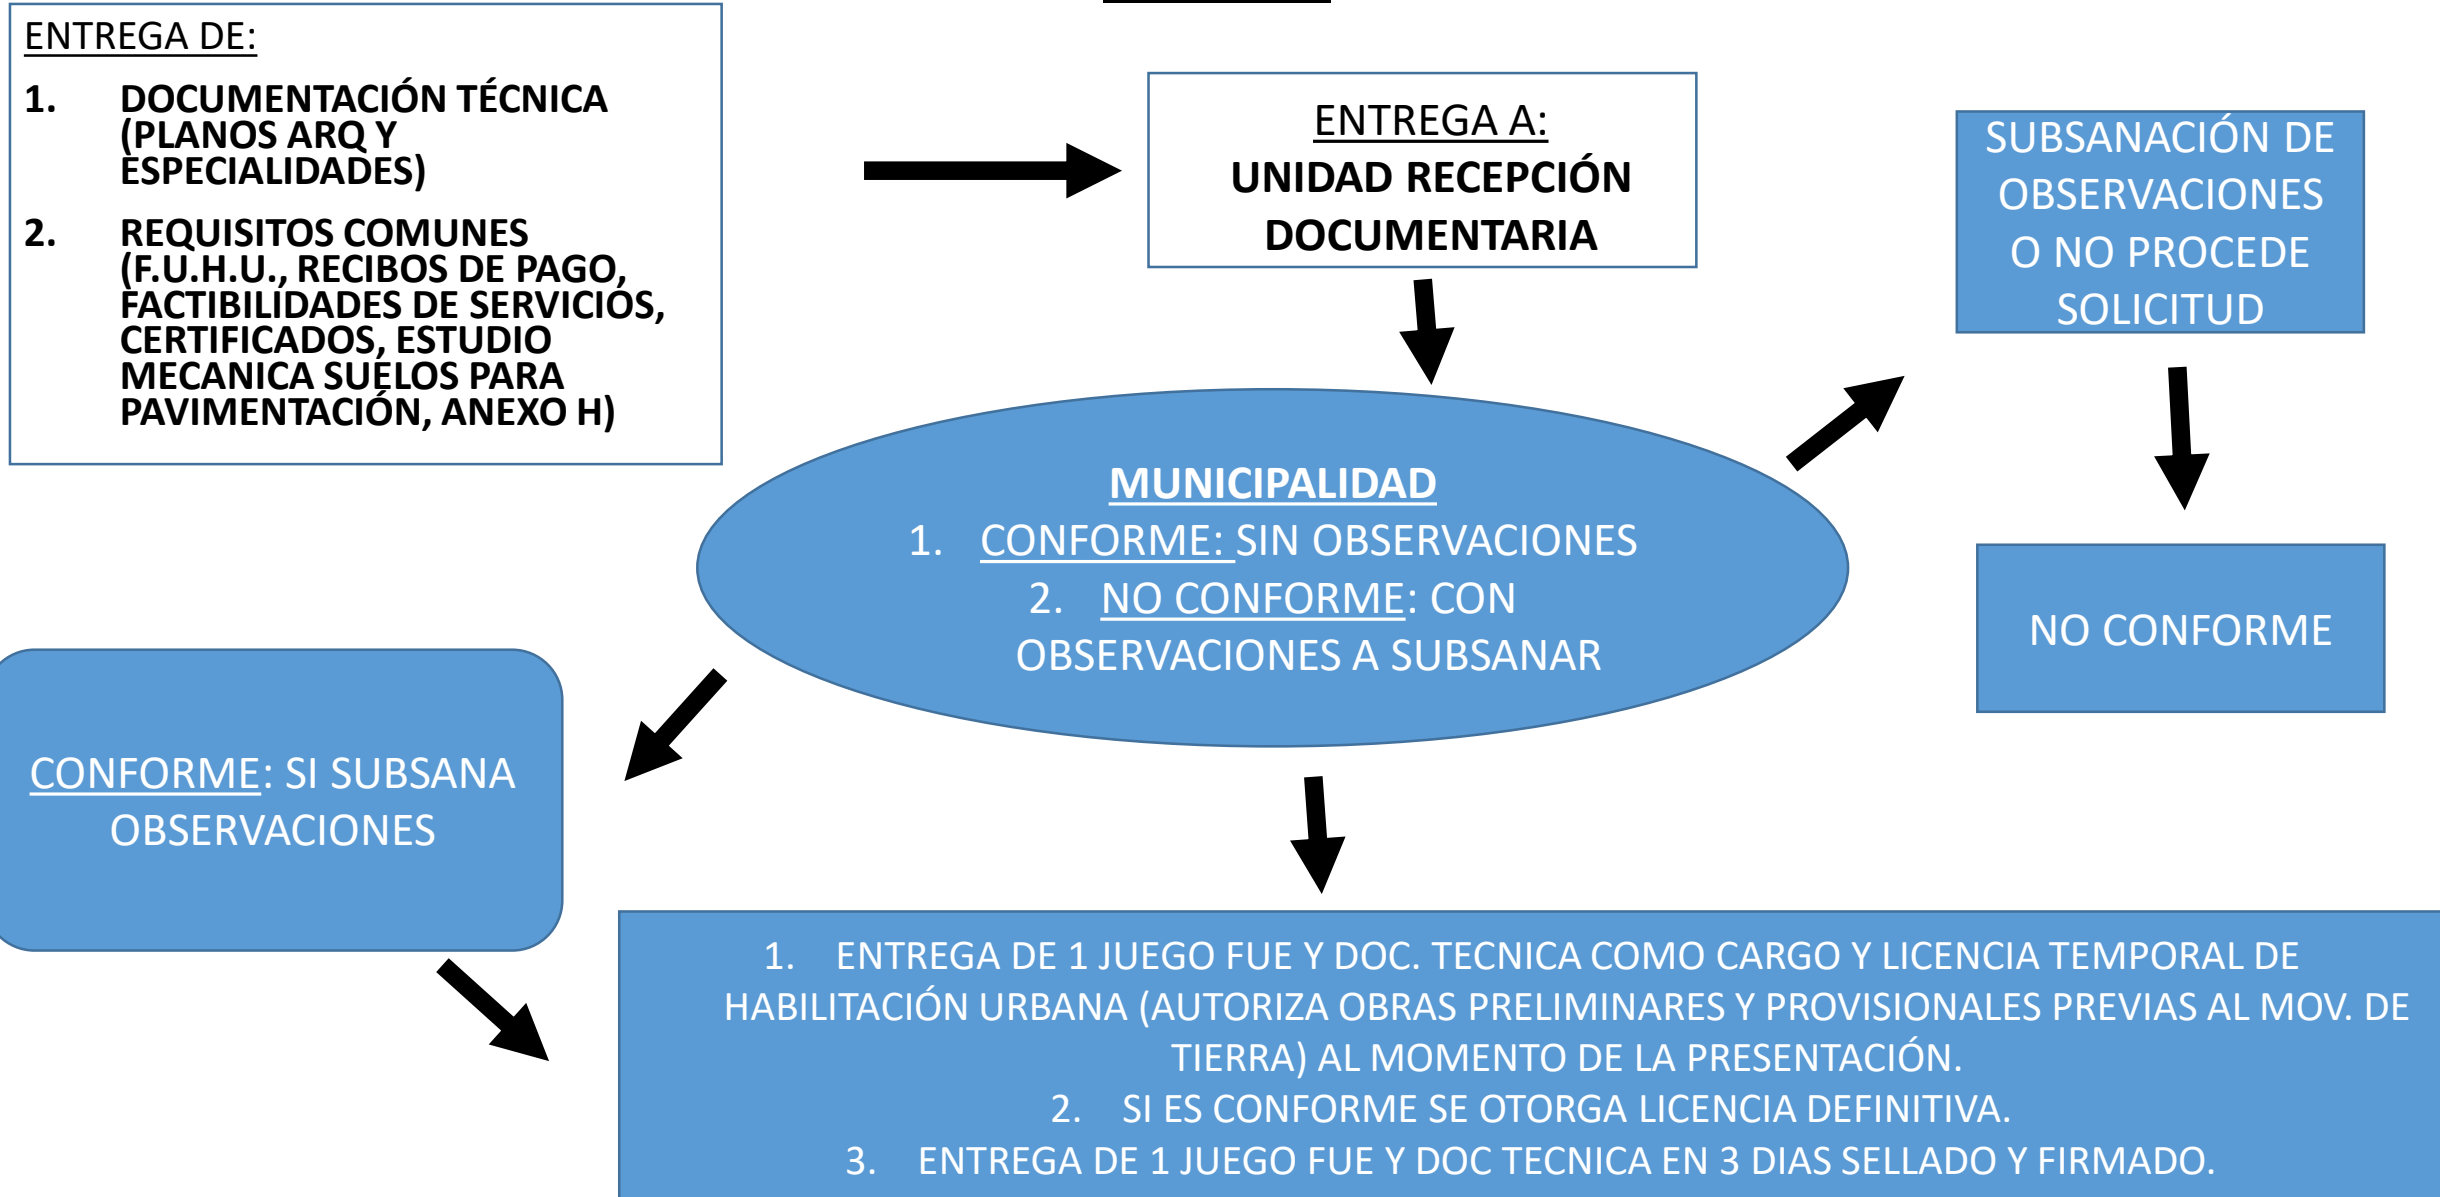 ENTREGA DE:
1. DOCUMENTACIÓN TÉCNICA
(PLANOS ARQ Y
ESPECIALIDADES)
2. REQUISITOS COMUNES
(F.U.H.U., RECIBOS DE PAGO,
FACTIBILIDADES DE SERVICIOS,
CERTIFICADOS, ESTUDIO
MECANICA SUELOS PARA
PAVIMENTACIÓN, ANEXO H)
ENTREGA A:
UNIDAD RECEPCIÓN
DOCUMENTARIA
SUBSANACIÓN DE
OBSERVACIONES
O NO PROCEDE
SOLICITUD
MUNICIPALIDAD
1. CONFORME: SIN OBSERVACIONES
2. NO CONFORME: CON
OBSERVACIONES A SUBSANAR
NO CONFORME
CONFORME: SI SUBSANA
OBSERVACIONES
1. ENTREGA DE 1 JUEGO FUE Y DOC. TECNICA COMO CARGO Y LICENCIA TEMPORAL DE
HABILITACIÓN URBANA (AUTORIZA OBRAS PRELIMINARES Y PROVISIONALES PREVIAS AL MOV. DE
TIERRA) AL MOMENTO DE LA PRESENTACIÓN.
2. SI ES CONFORME SE OTORGA LICENCIA DEFINITIVA.
3. ENTREGA DE 1 JUEGO FUE Y DOC TECNICA EN 3 DIAS SELLADO Y FIRMADO.